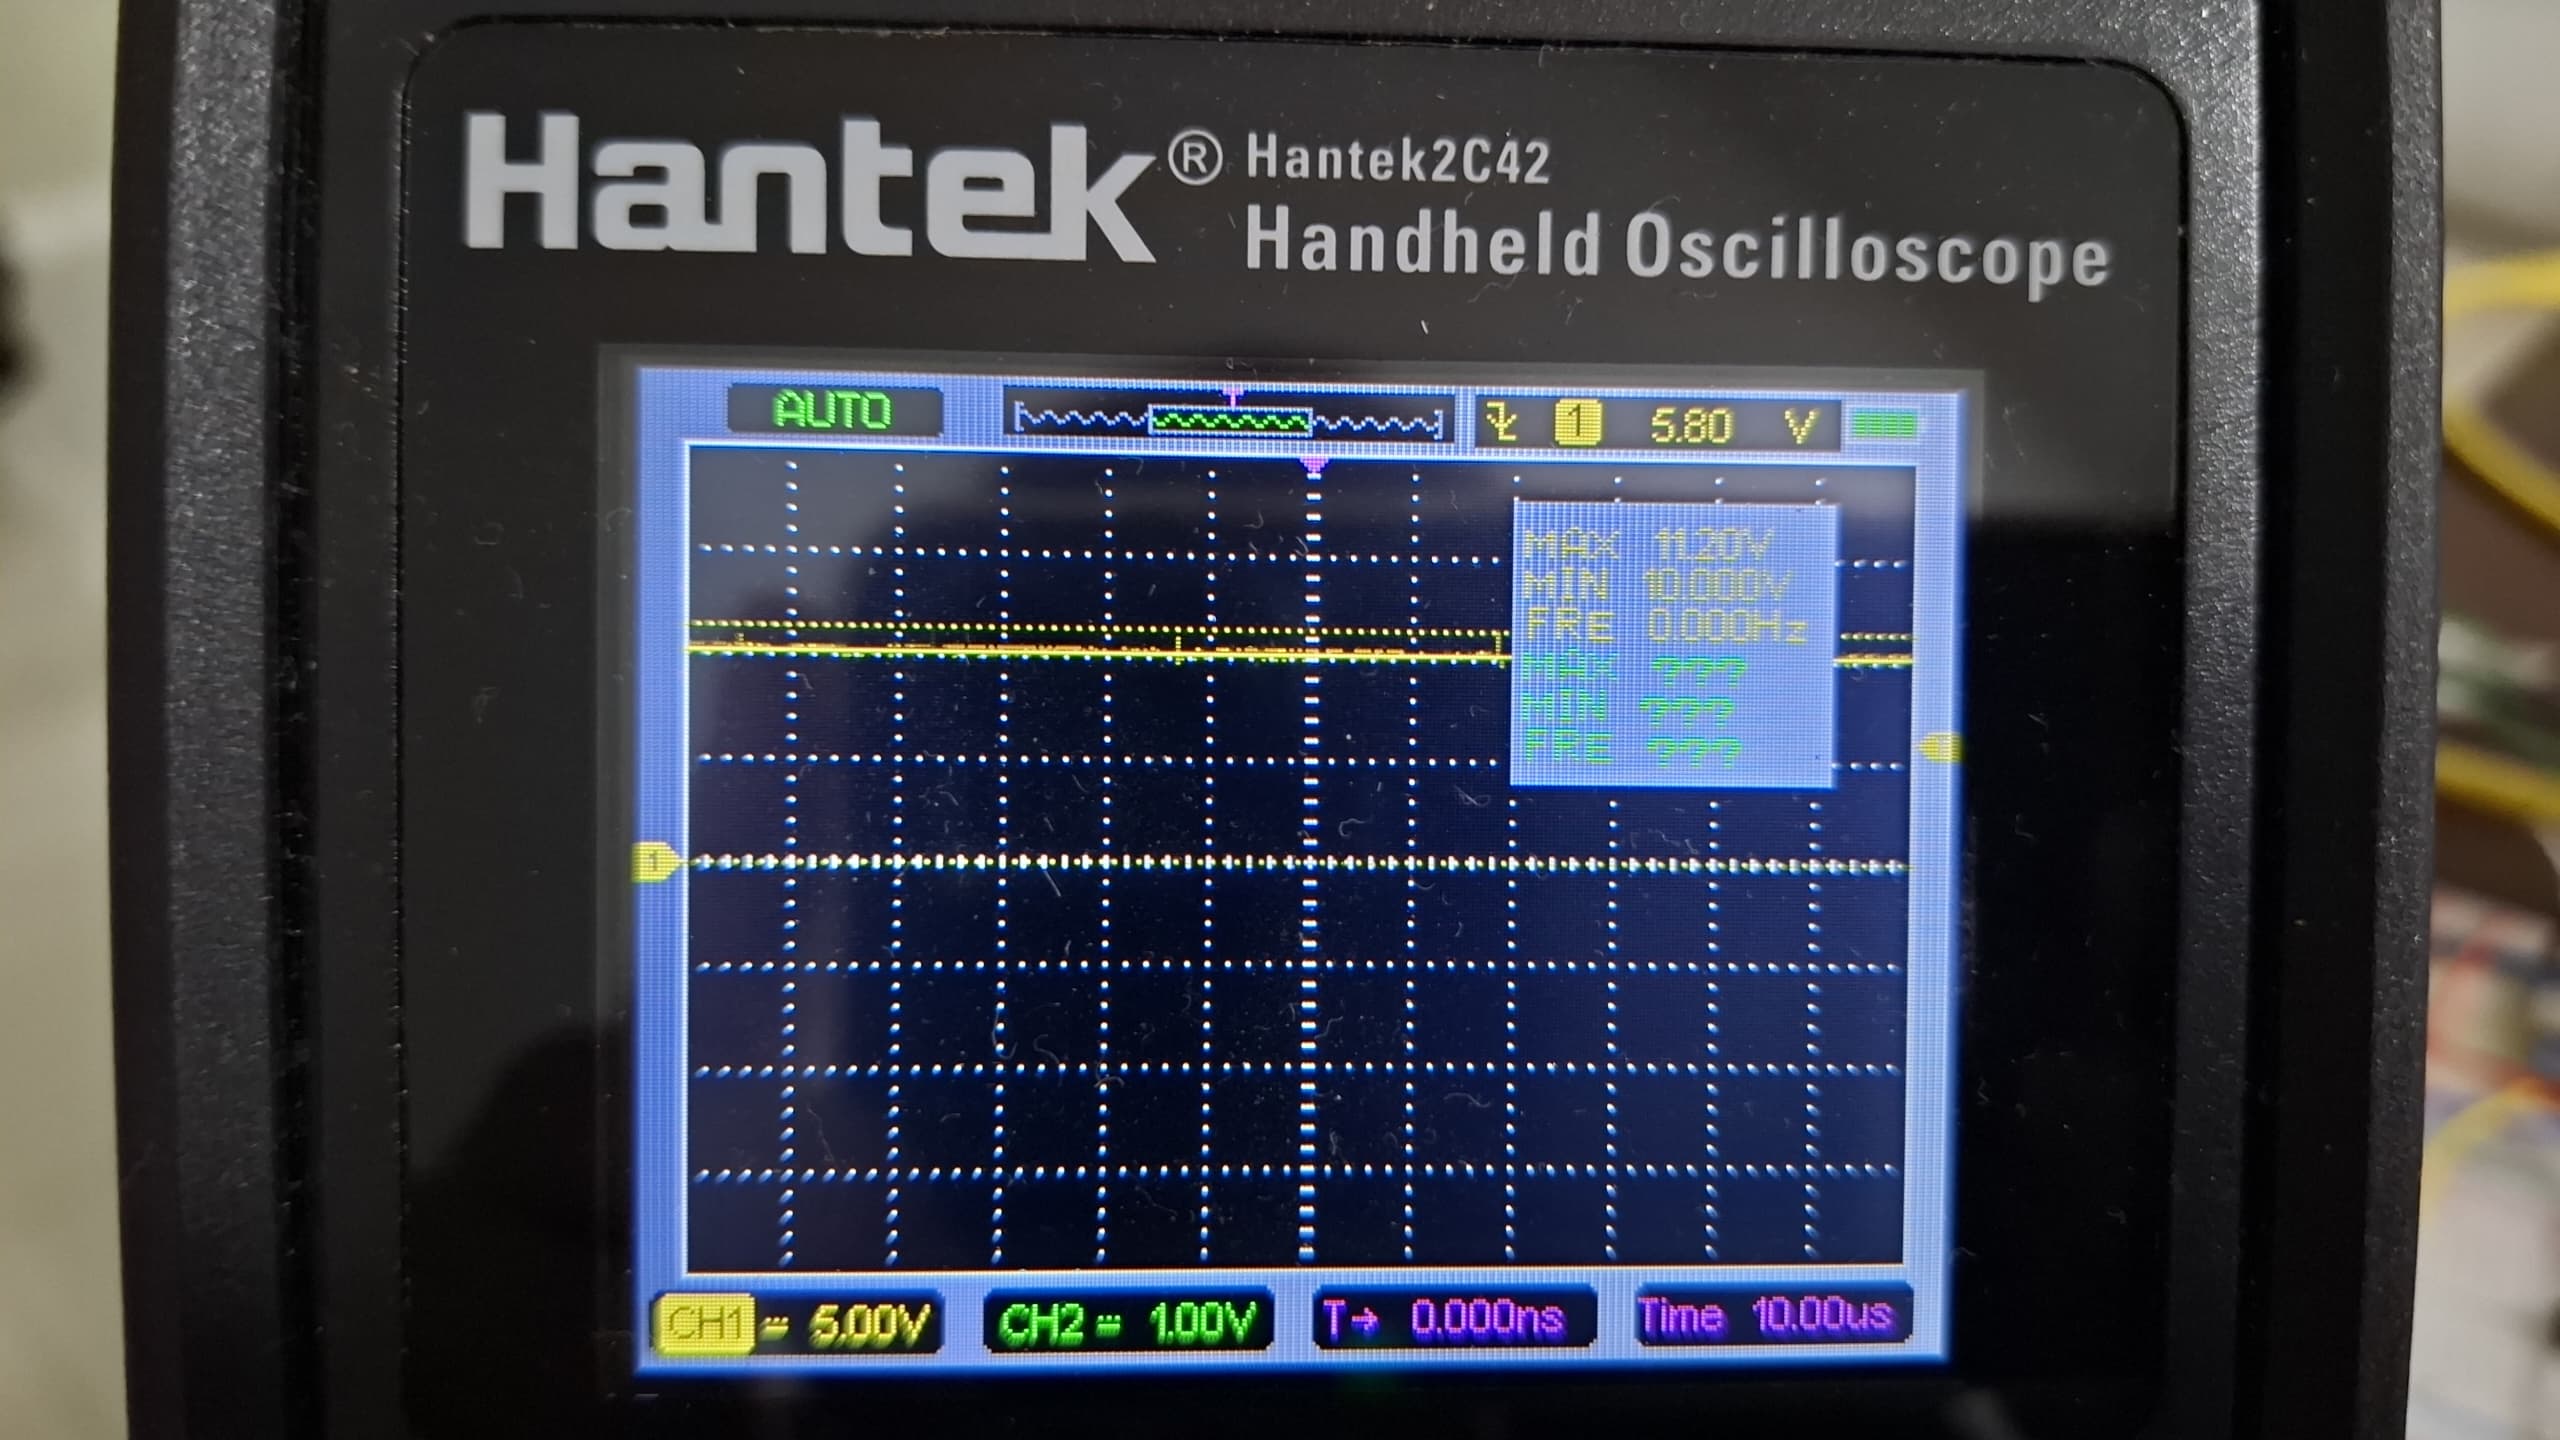 Hantek® Hantek2C42
Handheld Oscilloscope
AUTO 1 5.80 V
MAX 11.20V
MIN 10.000V
FRE 0.000Hz
MAX ???
MIN ???
FRE ???
1
CH1 5.00V CH2 1.00V T→ 0.000ns Time 10.00us